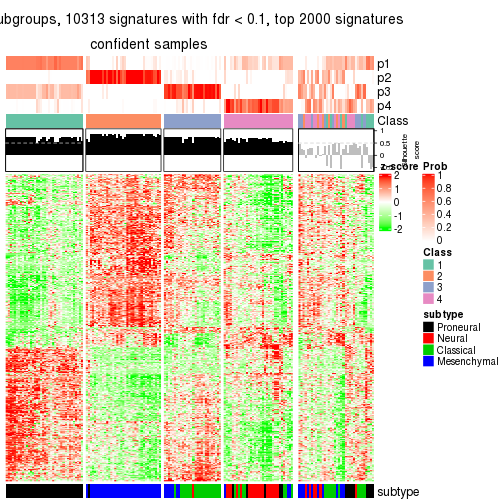 ubgroups, 10313 signatures with fdr < 0.1, top 2000 signatures
confident samples
p1
p2
p3
p4
Class
1
0.5
0
silhouette
score
z-score
2
1
0
-1
-2
Prob
1
0.8
0.6
0.4
0.2
0
Class
1
2
3
4
subtype
Proneural
Neural
Classical
Mesenchymal
subtype